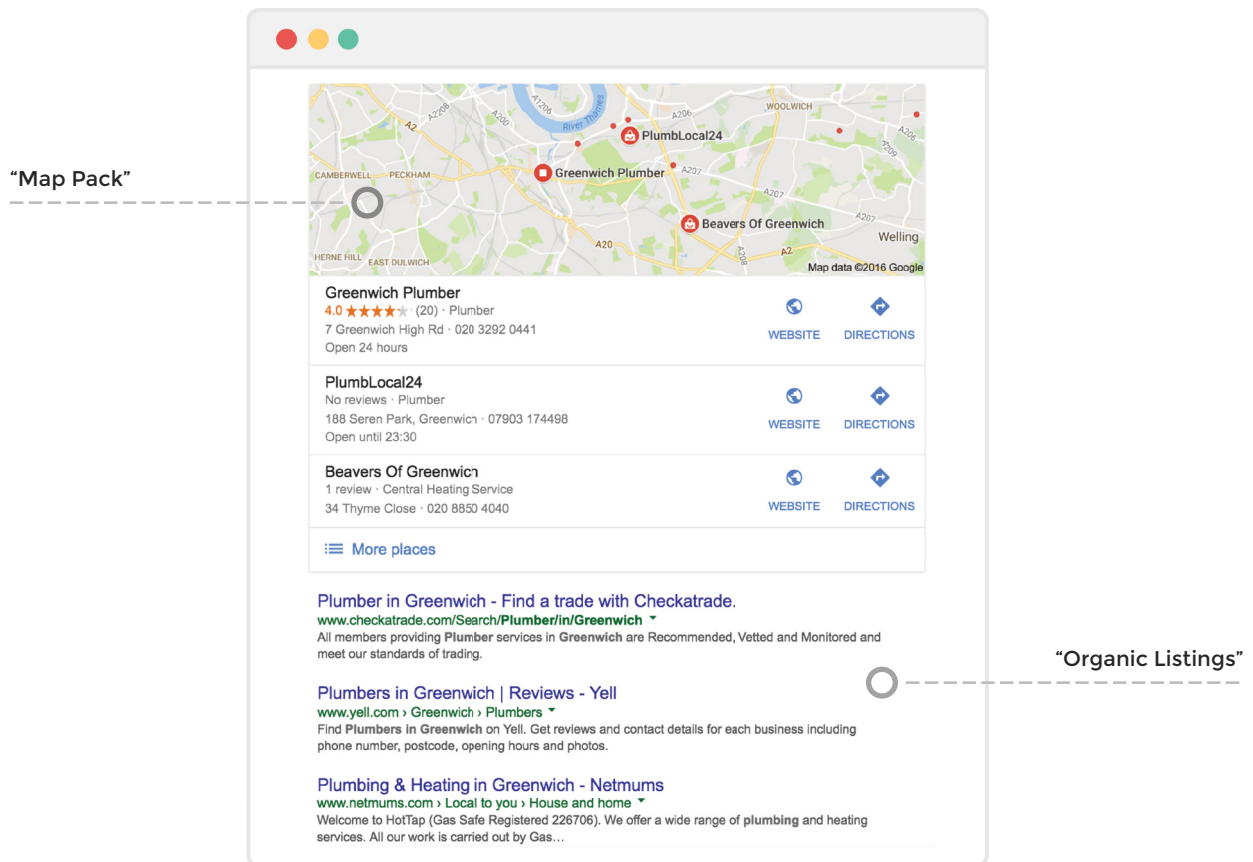 “Map Pack”
A2208
A1206
A200
A2
River Thames
A206
WOOLWICH
A206
A209
PlumbLocal24
CAMBERWELL
PECKHAM
Greenwich Plumber
A207
A207
A207
Beavers Of Greenwich
Welling
A20
A208
A2
HERNE HILL
EAST DULWICH
Map data ©2016 Google
Greenwich Plumber
4.0 ★★★★★ (20) · Plumber
7 Greenwich High Rd · 020 3292 0441
Open 24 hours
WEBSITE DIRECTIONS
PlumbLocal24
No reviews · Plumber
188 Seren Park, Greenwich · 07903 174498
Open until 23:30
WEBSITE DIRECTIONS
Beavers Of Greenwich
1 review · Central Heating Service
34 Thyme Close · 020 8850 4040
WEBSITE DIRECTIONS
More places
Plumber in Greenwich - Find a trade with Checkatrade.
www.checkatrade.com/Search/Plumber/in/Greenwich
All members providing Plumber services in Greenwich are Recommended, Vetted and Monitored and
meet our standards of trading.
“Organic Listings”
Plumbers in Greenwich | Reviews - Yell
www.yell.com › Greenwich › Plumbers
Find Plumbers in Greenwich on Yell. Get reviews and contact details for each business including
phone number, postcode, opening hours and photos.
Plumbing & Heating in Greenwich - Netmums
www.netmums.com › Local to you › House and home
Welcome to HotTap (Gas Safe Registered 226706). We offer a wide range of plumbing and heating
services. All our work is carried out by Gas...